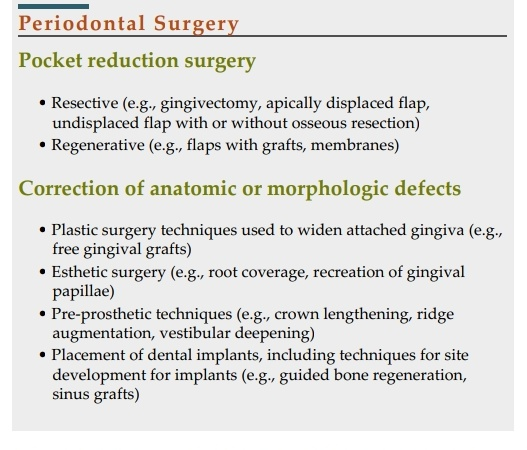 Periodontal Surgery
Pocket reduction surgery
• Resective (e.g., gingivectomy, apically displaced flap,
undisplaced flap with or without osseous resection)
• Regenerative (e.g., flaps with grafts, membranes)
Correction of anatomic or morphologic defects
• Plastic surgery techniques used to widen attached gingiva (e.g.,
free gingival grafts)
• Esthetic surgery (e.g., root coverage, recreation of gingival
papillae)
• Pre-prosthetic techniques (e.g., crown lengthening, ridge
augmentation, vestibular deepening)
• Placement of dental implants, including techniques for site
development for implants (e.g., guided bone regeneration,
sinus grafts)